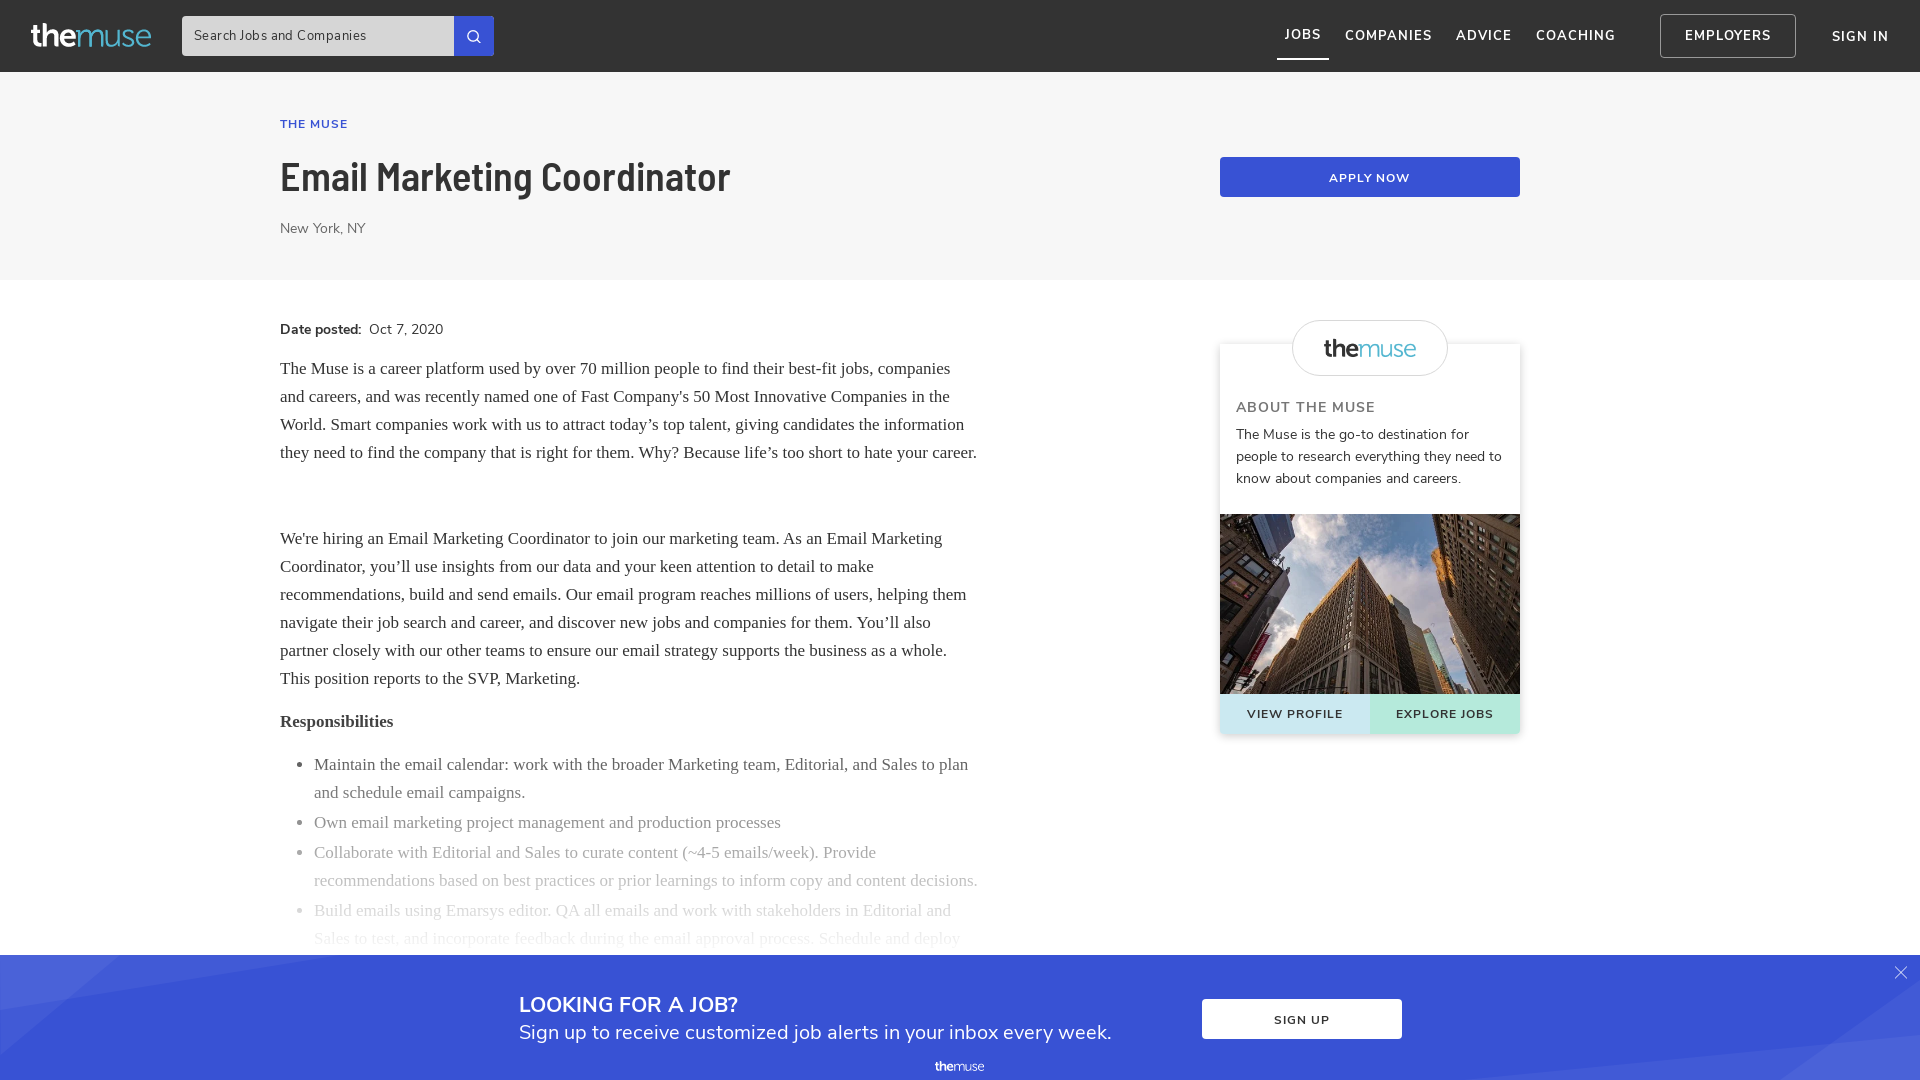 themuse
Search Jobs and Companies
JOBS
COMPANIES
ADVICE
COACHING
EMPLOYERS
SIGN IN
THE MUSE
Email Marketing Coordinator
New York, NY
APPLY NOW
Date posted: Oct 7, 2020
The Muse is a career platform used by over 70 million people to find their best-fit jobs, companies
and careers, and was recently named one of Fast Company's 50 Most Innovative Companies in the
World. Smart companies work with us to attract today’s top talent, giving candidates the information
they need to find the company that is right for them. Why? Because life’s too short to hate your career.
We're hiring an Email Marketing Coordinator to join our marketing team. As an Email Marketing
Coordinator, you’ll use insights from our data and your keen attention to detail to make
recommendations, build and send emails. Our email program reaches millions of users, helping them
navigate their job search and career, and discover new jobs and companies for them. You’ll also
partner closely with our other teams to ensure our email strategy supports the business as a whole.
This position reports to the SVP, Marketing.
Responsibilities
• Maintain the email calendar: work with the broader Marketing team, Editorial, and Sales to plan
and schedule email campaigns.
• Own email marketing project management and production processes
• Collaborate with Editorial and Sales to curate content (~4-5 emails/week). Provide
recommendations based on best practices or prior learnings to inform copy and content decisions.
• Build emails using Emarsys editor. QA all emails and work with stakeholders in Editorial and
Sales to test, and incorporate feedback during the email approval process. Schedule and deploy
themuse
ABOUT THE MUSE
The Muse is the go-to destination for
people to research everything they need to
know about companies and careers.
VIEW PROFILE
EXPLORE JOBS
LOOKING FOR A JOB?
Sign up to receive customized job alerts in your inbox every week.
SIGN UP
themuse